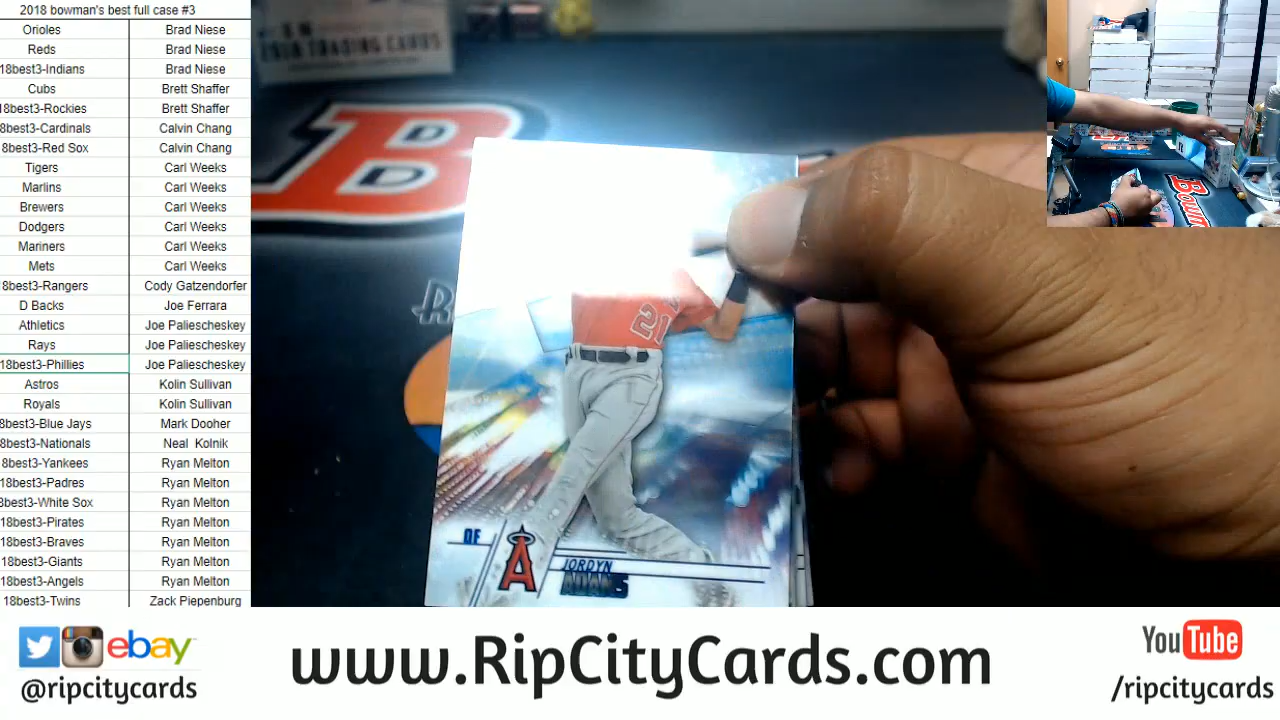 2018 bowman's best full case #3
Orioles Brad Niese
Reds Brad Niese
18best3-Indians Brad Niese
Cubs Brett Shaffer
18best3-Rockies Brett Shaffer
8best3-Cardinals Calvin Chang
8best3-Red Sox Calvin Chang
Tigers Carl Weeks
Marlins Carl Weeks
Brewers Carl Weeks
Dodgers Carl Weeks
Mariners Carl Weeks
Mets Carl Weeks
8best3-Rangers Cody Gatzendorfer
D Backs Joe Ferrara
Athletics Joe Paliescheskey
Rays Joe Paliescheskey
18best3-Phillies Joe Paliescheskey
Astros Kolin Sullivan
Royals Kolin Sullivan
8best3-Blue Jays Mark Dooher
8best3-Nationals Neal Kolnik
8best3-Yankees Ryan Melton
18best3-Padres Ryan Melton
8best3-White Sox Ryan Melton
18best3-Pirates Ryan Melton
18best3-Braves Ryan Melton
18best3-Giants Ryan Melton
18best3-Angels Ryan Melton
18best3-Twins Zack Piepenburg
TRADING CARDS
B
D
D
21
OF
A
JORDYN
ADAMS
Bown
ebay
@ripcitycards
www.RipCityCards.com
YouTube
/ripcitycards